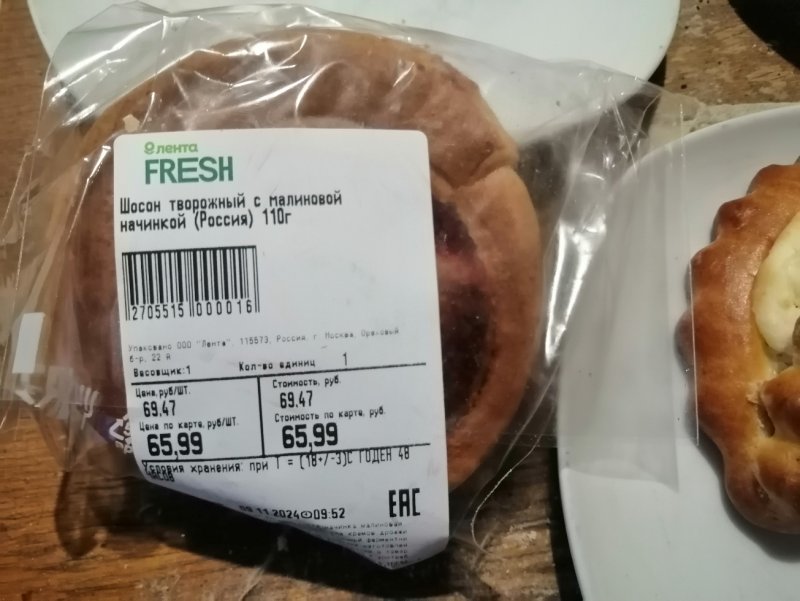 лента
FRESH
Шосон творожный с малиновой
начинкой (Россия) 110г
2705515 000016
Упаковано ООО "Лента", 115573, Россия, г. Москва, Ореховый
б-р, 22 А
Весовщик:1 Кол-во единиц 1
Цена, руб/шт. Стоимость, руб.
69.47 69.47
Цена по карте, руб/шт. Стоимость по карте, руб.
65,99 65,99
Условия хранения: при T = (18+/-3)С ГОДЕН 48
ЧАСОВ
09.11.2024 09:52
EAC
малиновая